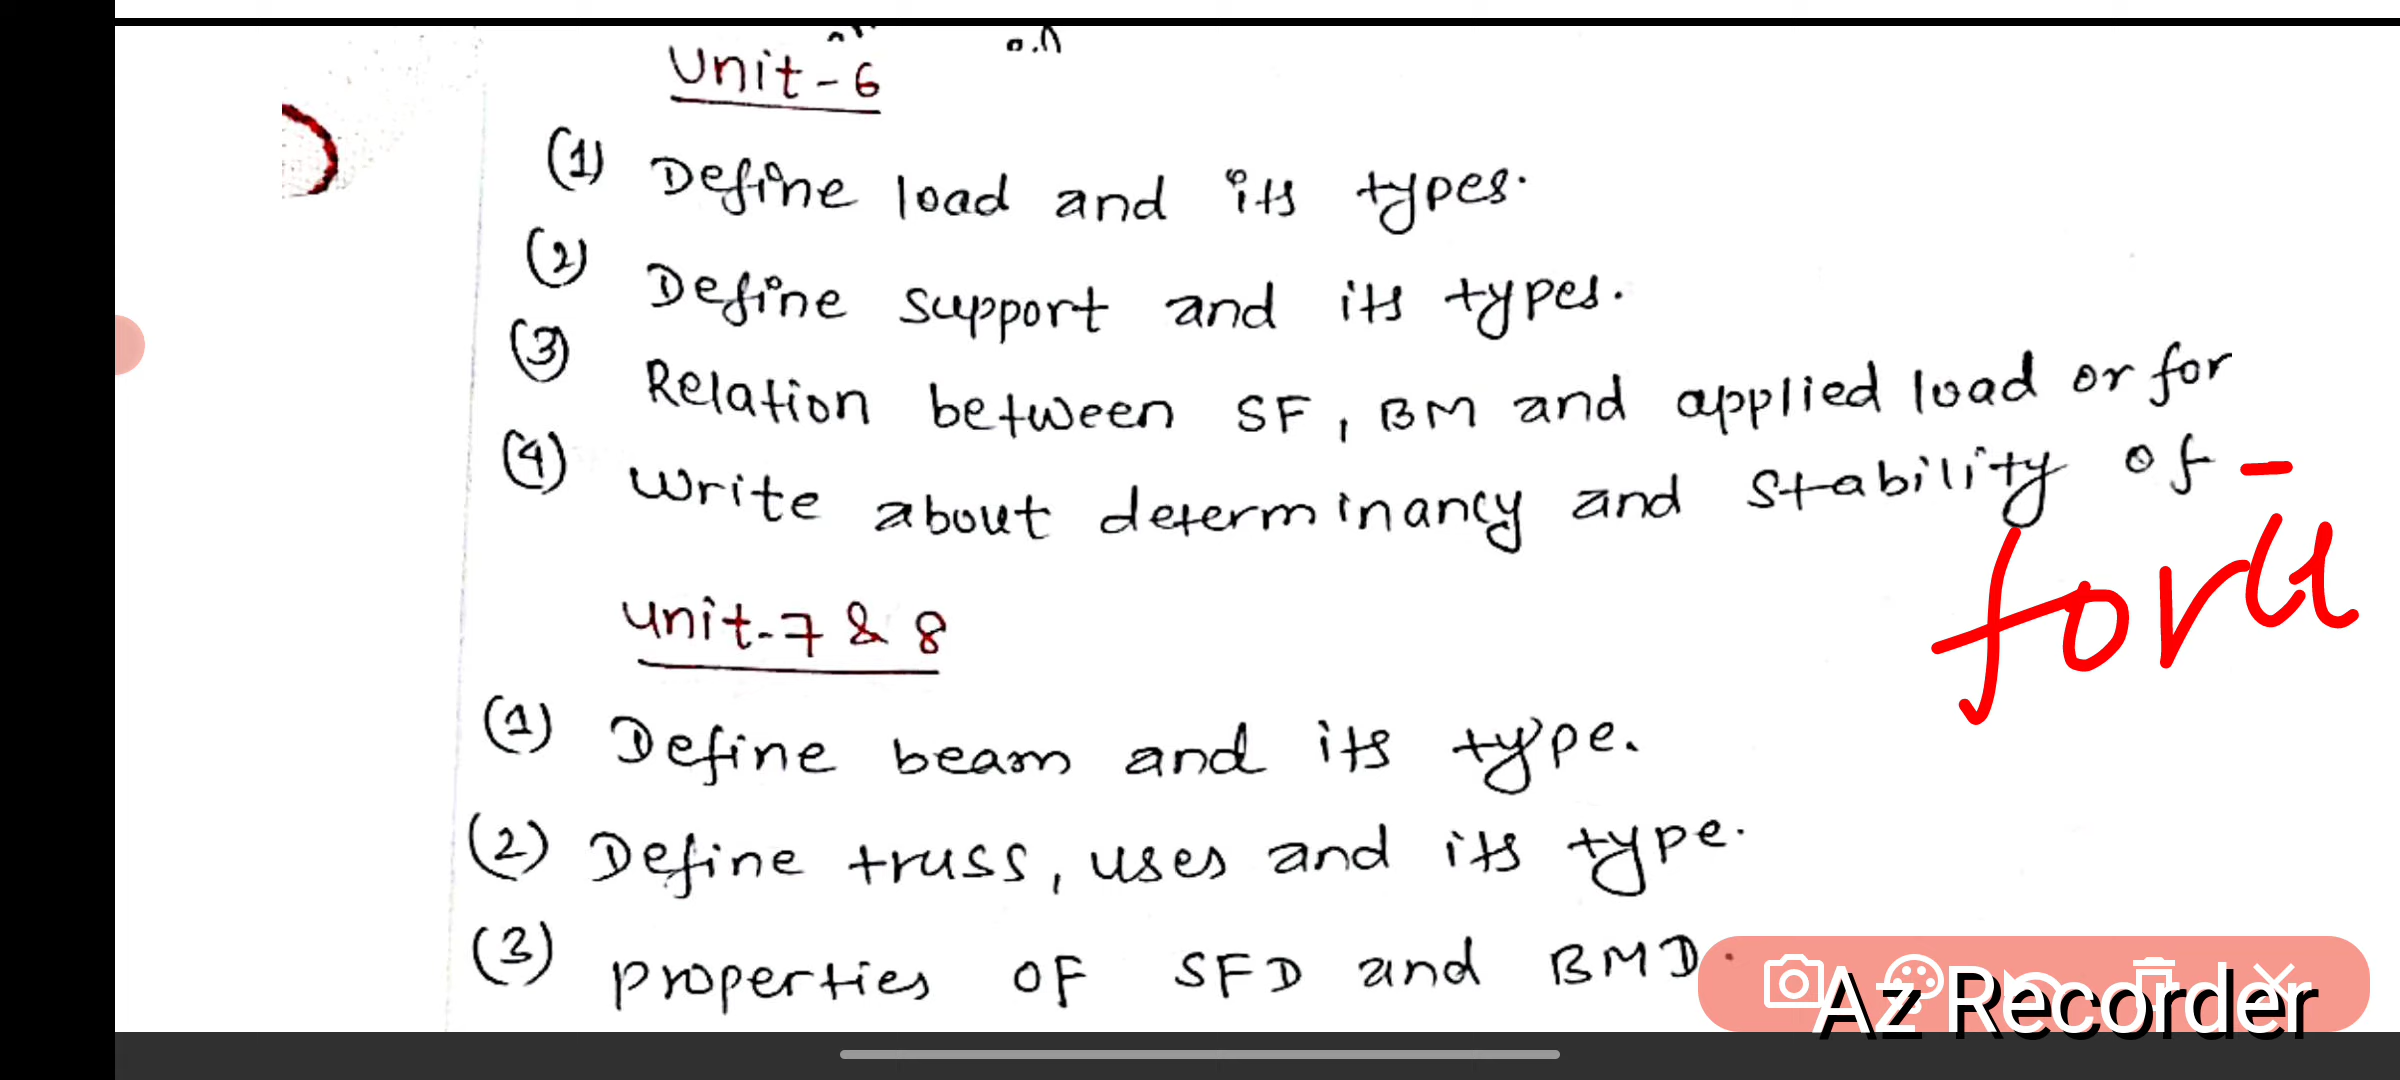 Unit-6
(1) Define load and its types.
(2) Define support and its types.
(3) Relation between SF, BM and applied load or for
(4) Write about determinancy and stability of
Unit-7 & 8
(1) Define beam and its type.
(2) Define truss, uses and its type.
(3) Properties of SFD and BMD.
Az Recorder